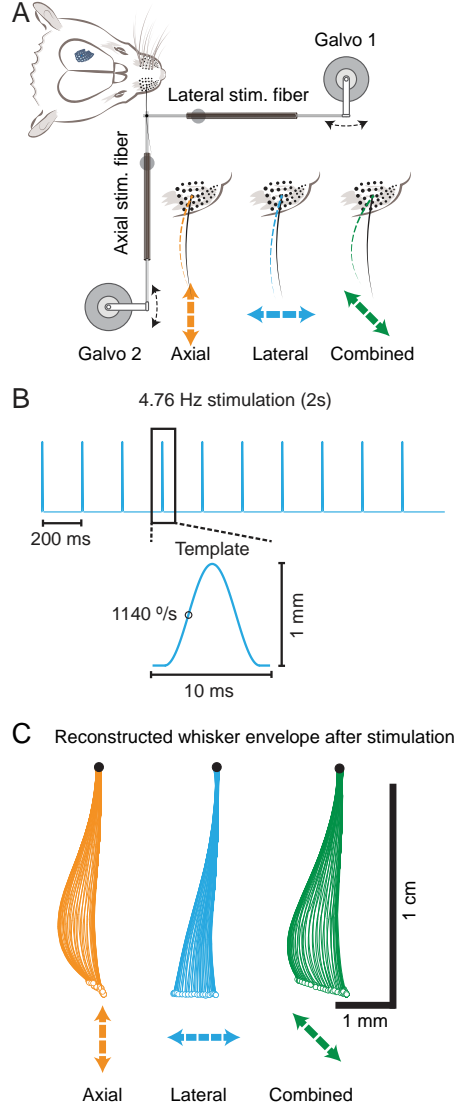 A
Galvo 1
Lateral stim. fiber
Axial stim. fiber
Galvo 2
Axial
Lateral
Combined
B
4.76 Hz stimulation (2s)
200 ms
Template
1140 º/s
1 mm
10 ms
C
Reconstructed whisker envelope after stimulation
1 cm
1 mm
Axial
Lateral
Combined